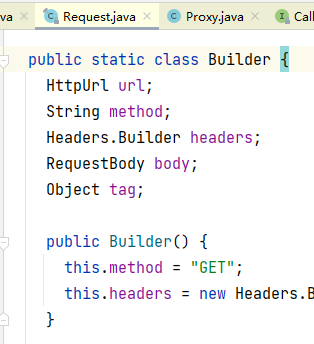 va Request.java Proxy.java Call
public static class Builder {
HttpUrl url;
String method;
Headers.Builder headers;
RequestBody body;
Object tag;
public Builder() {
this.method = "GET";
this.headers = new Headers.B
}